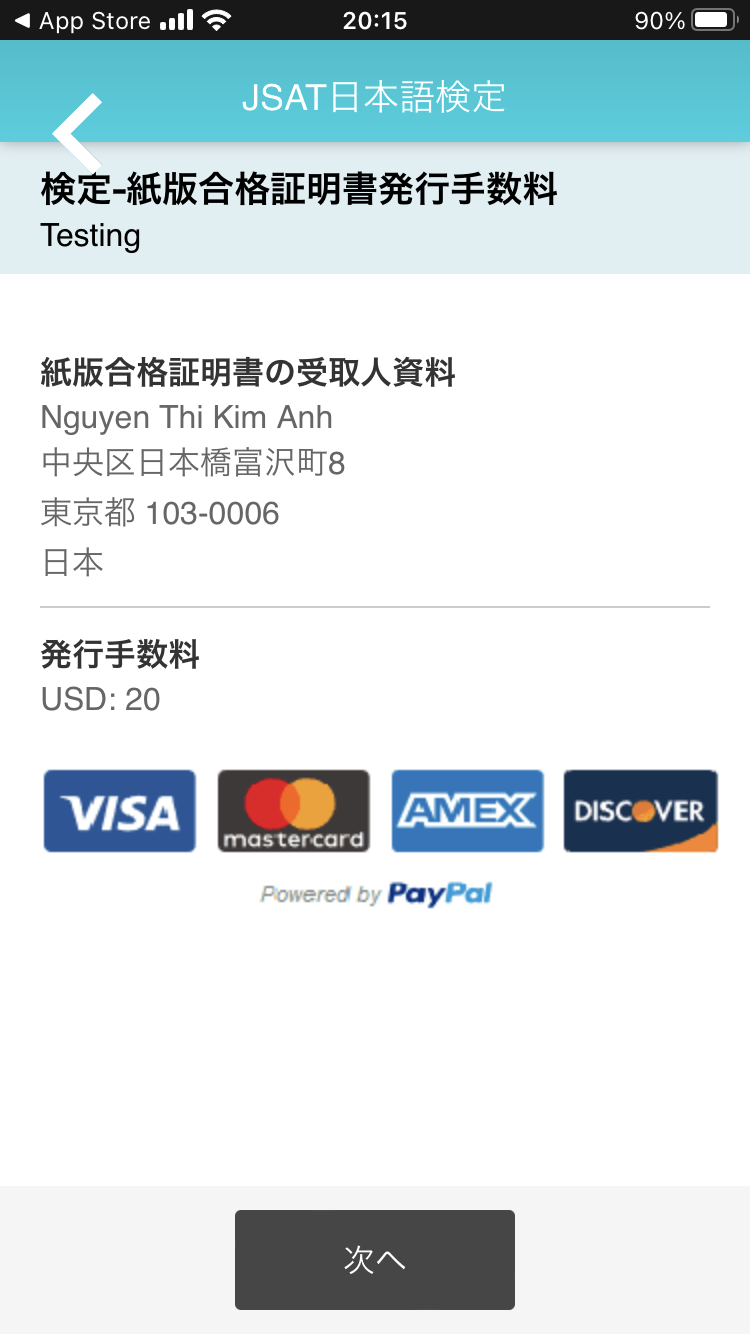 App Store 20:15 90%
JSAT日本語検定
検定-紙版合格証明書発行手数料
Testing
紙版合格証明書の受取人資料
Nguyen Thi Kim Anh
中央区日本橋富沢町8
東京都 103-0006
日本
発行手数料
USD: 20
VISA mastercard AMEX DISCOVER
Powered by PayPal
次へ